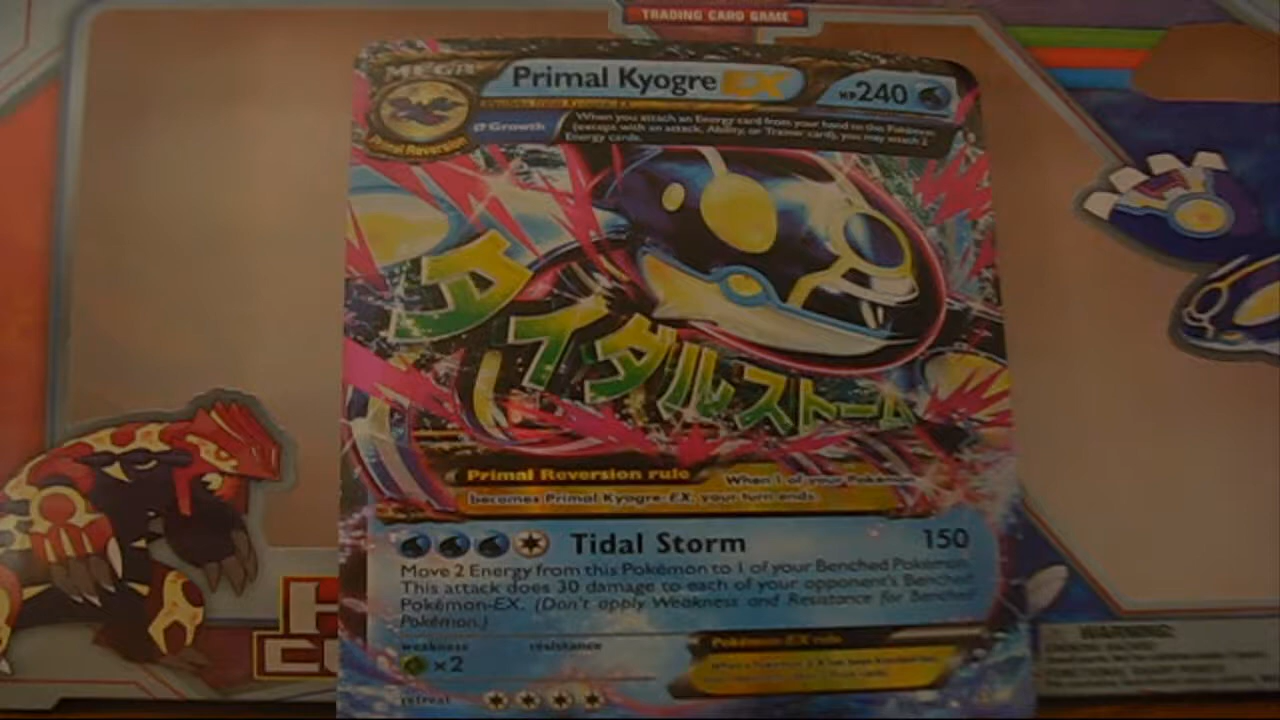 TRADING CARD GAME
MEGA
Primal Kyogre EX
HP240
Primal Reversion
Growth
When you attach an Energy card from your hand to this Pokémon
(except with an attack, Ability, or Trainer card), you may attach 2
Energy cards.
タイダルストーム
Primal Reversion rule
When 1 of your Pokémon
becomes Primal Kyogre-EX, your turn ends.
Tidal Storm 150
Move 2 Energy from this Pokémon to 1 of your Benched Pokémon.
This attack does 30 damage to each of your opponent's Benched
Pokémon-EX. (Don't apply Weakness and Resistance for Benched
Pokémon.)
weakness resistance
×2
Pokémon-EX rule
retreat
WARNING: